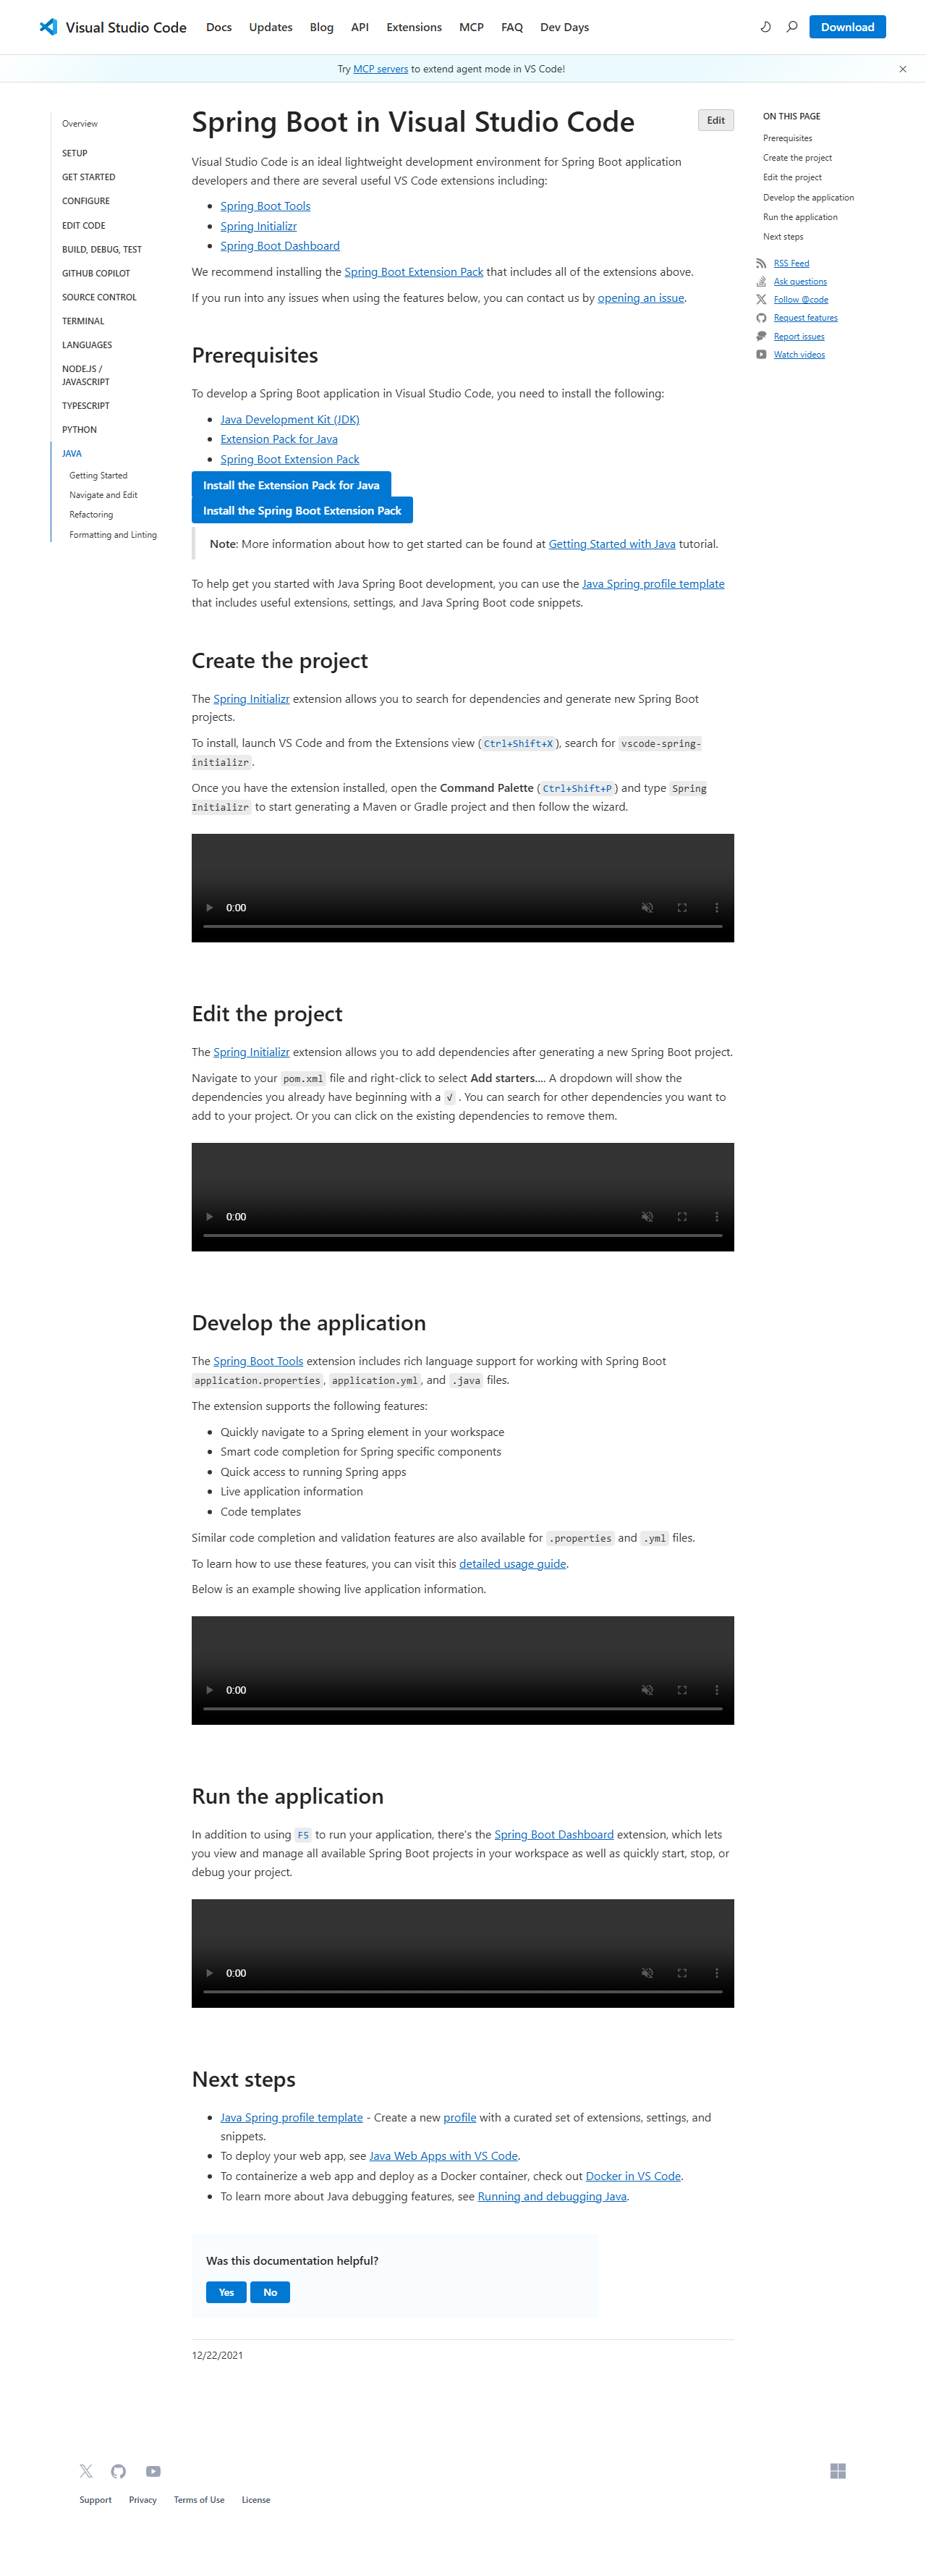 Visual Studio Code
Docs
Updates
Blog
API
Extensions
MCP
FAQ
Dev Days
Download
Try MCP servers to extend agent mode in VS Code!
Overview
SETUP
GET STARTED
CONFIGURE
EDIT CODE
BUILD, DEBUG, TEST
GITHUB COPILOT
SOURCE CONTROL
TERMINAL
LANGUAGES
NODE.JS /
JAVASCRIPT
TYPESCRIPT
PYTHON
JAVA
Getting Started
Navigate and Edit
Refactoring
Formatting and Linting
Spring Boot in Visual Studio Code
Edit
Visual Studio Code is an ideal lightweight development environment for Spring Boot application
developers and there are several useful VS Code extensions including:
Spring Boot Tools
Spring Initializr
Spring Boot Dashboard
We recommend installing the Spring Boot Extension Pack that includes all of the extensions above.
If you run into any issues when using the features below, you can contact us by opening an issue.
Prerequisites
To develop a Spring Boot application in Visual Studio Code, you need to install the following:
Java Development Kit (JDK)
Extension Pack for Java
Spring Boot Extension Pack
Install the Extension Pack for Java
Install the Spring Boot Extension Pack
Note: More information about how to get started can be found at Getting Started with Java tutorial.
To help get you started with Java Spring Boot development, you can use the Java Spring profile template
that includes useful extensions, settings, and Java Spring Boot code snippets.
Create the project
The Spring Initializr extension allows you to search for dependencies and generate new Spring Boot
projects.
To install, launch VS Code and from the Extensions view (Ctrl+Shift+X), search for vscode-spring-
initializr.
Once you have the extension installed, open the Command Palette (Ctrl+Shift+P) and type Spring
Initializr to start generating a Maven or Gradle project and then follow the wizard.
0:00
Edit the project
The Spring Initializr extension allows you to add dependencies after generating a new Spring Boot project.
Navigate to your pom.xml file and right-click to select Add starters.... A dropdown will show the
dependencies you already have beginning with a √ . You can search for other dependencies you want to
add to your project. Or you can click on the existing dependencies to remove them.
0:00
Develop the application
The Spring Boot Tools extension includes rich language support for working with Spring Boot
application.properties, application.yml, and .java files.
The extension supports the following features:
Quickly navigate to a Spring element in your workspace
Smart code completion for Spring specific components
Quick access to running Spring apps
Live application information
Code templates
Similar code completion and validation features are also available for .properties and .yml files.
To learn how to use these features, you can visit this detailed usage guide.
Below is an example showing live application information.
0:00
Run the application
In addition to using F5 to run your application, there's the Spring Boot Dashboard extension, which lets
you view and manage all available Spring Boot projects in your workspace as well as quickly start, stop, or
debug your project.
0:00
Next steps
Java Spring profile template - Create a new profile with a curated set of extensions, settings, and
snippets.
To deploy your web app, see Java Web Apps with VS Code.
To containerize a web app and deploy as a Docker container, check out Docker in VS Code.
To learn more about Java debugging features, see Running and debugging Java.
Was this documentation helpful?
Yes
No
12/22/2021
ON THIS PAGE
Prerequisites
Create the project
Edit the project
Develop the application
Run the application
Next steps
RSS Feed
Ask questions
Follow @code
Request features
Report issues
Watch videos
Support
Privacy
Terms of Use
License